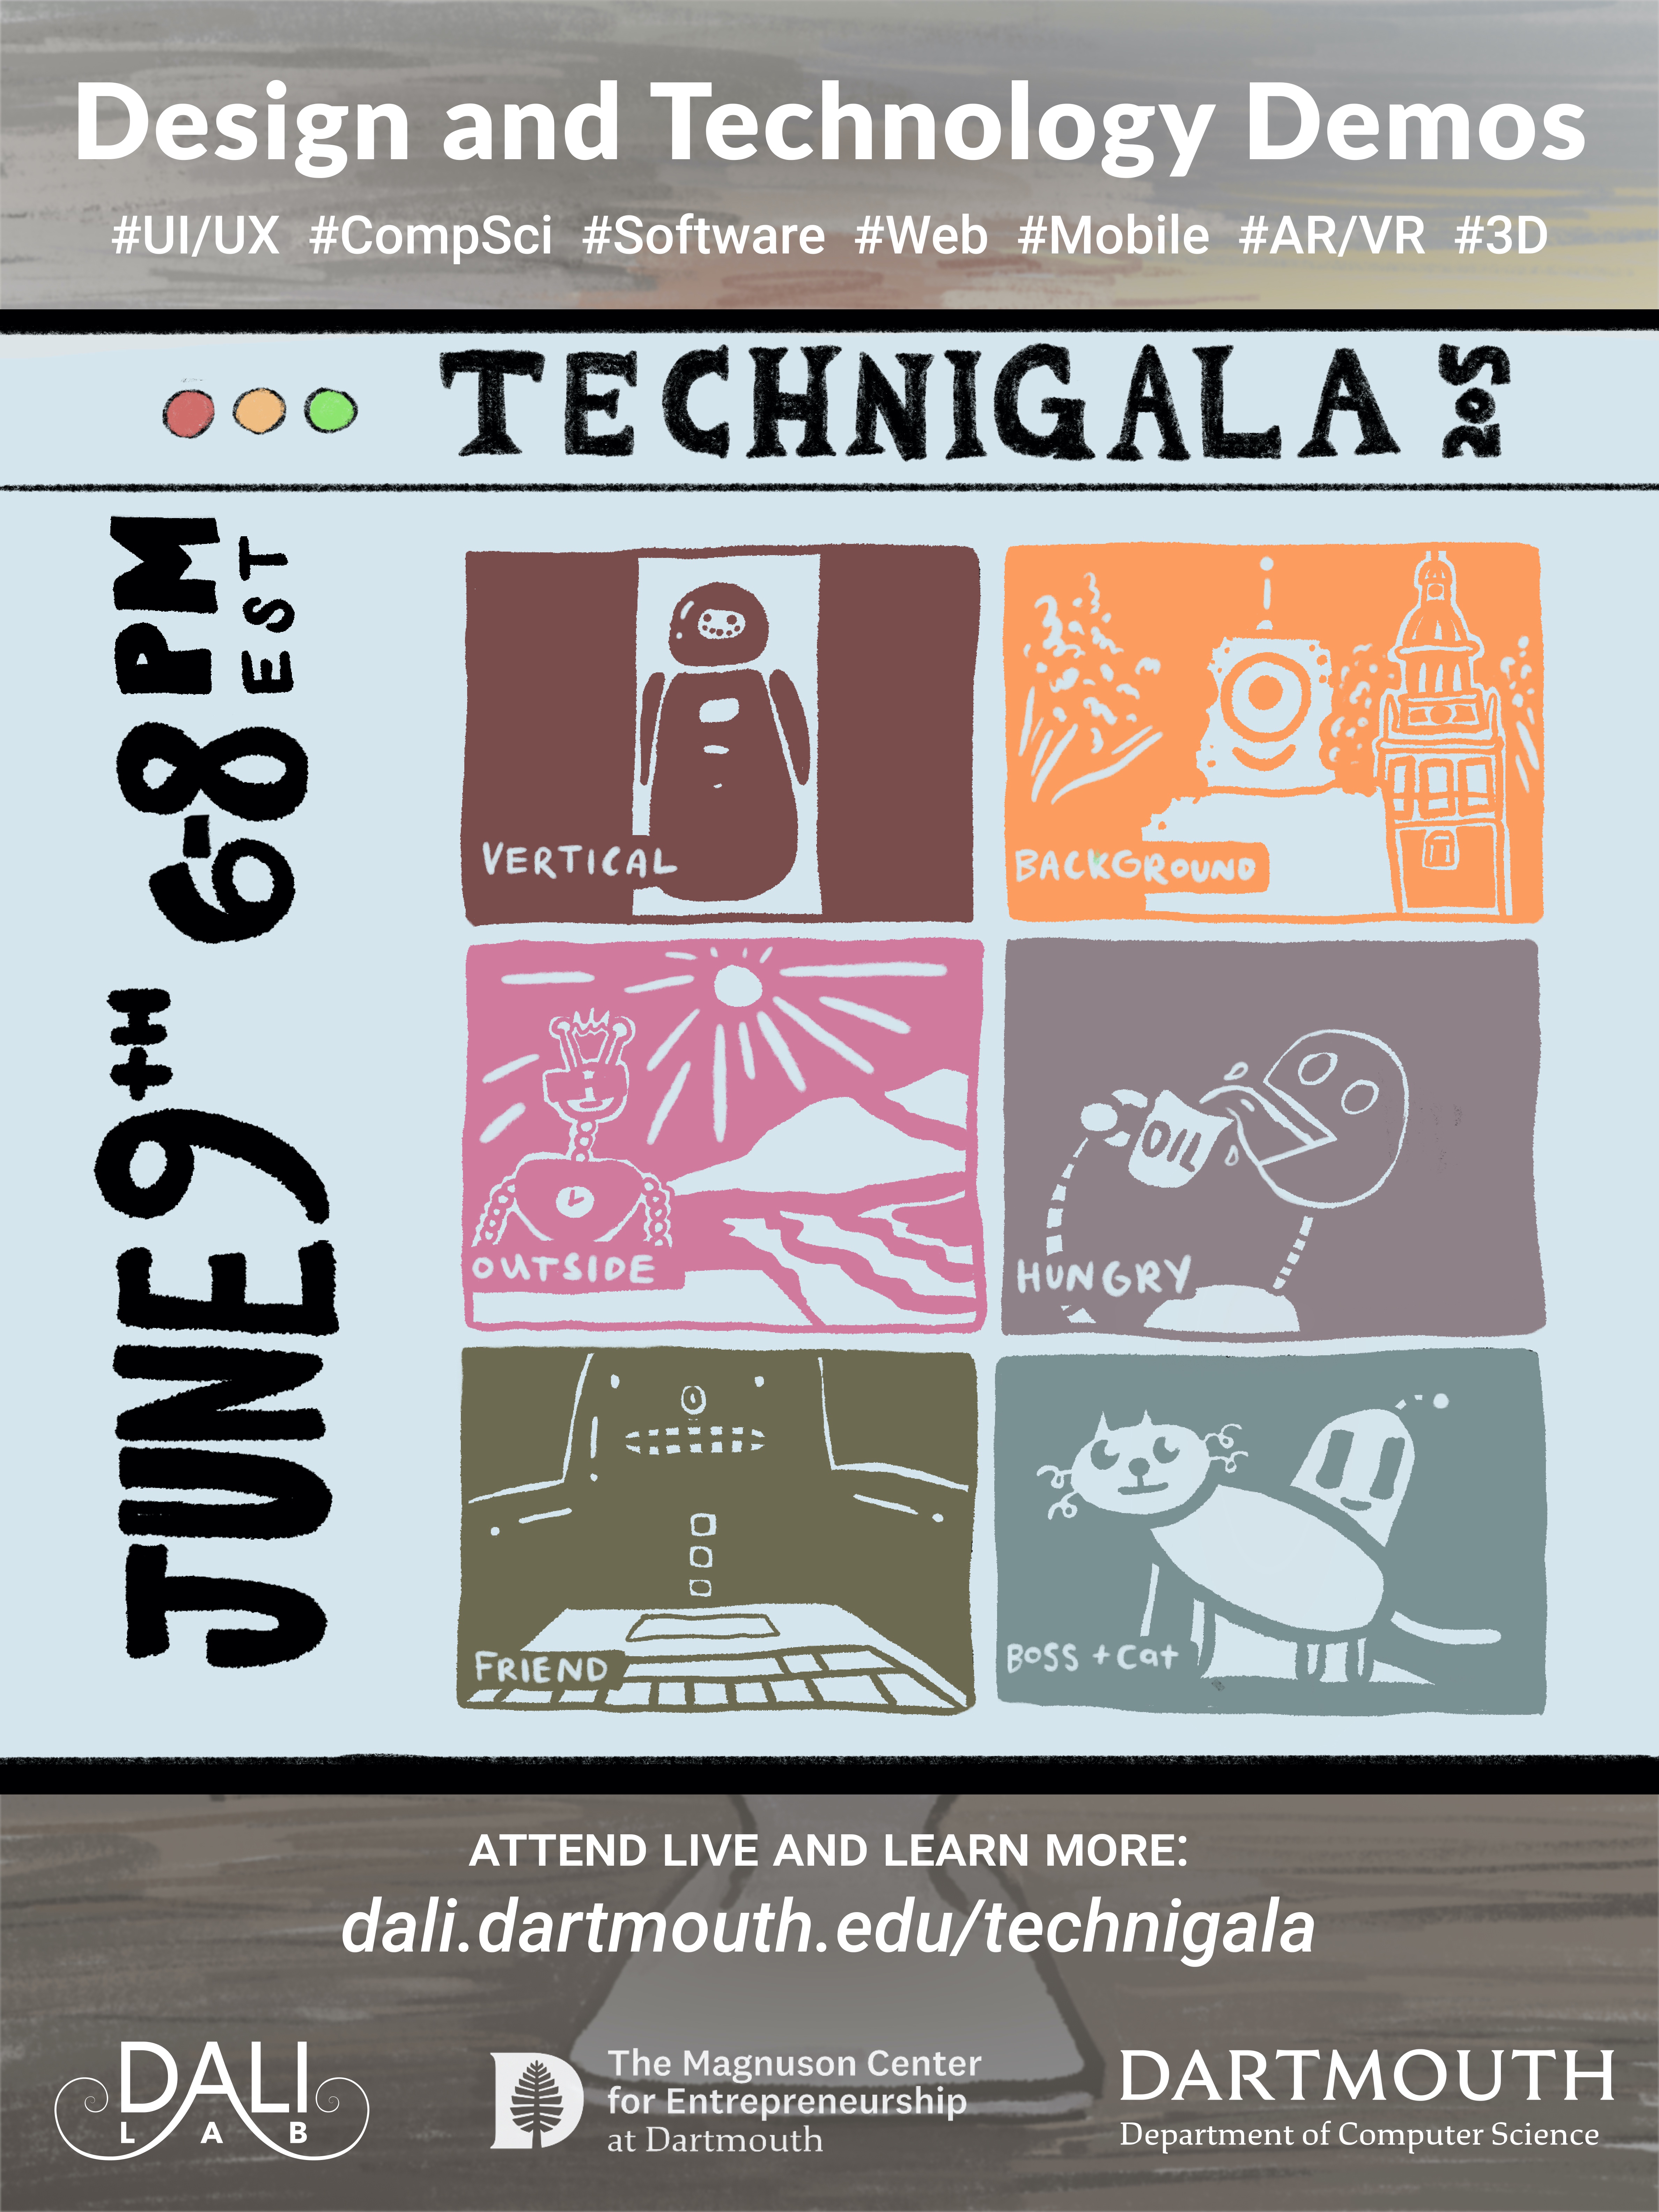 Design and Technology Demos
#UI/UX #CompSci #Software #Web #Mobile #AR/VR #3D
TECHNIGALA 20S
JUNE 9TH 6-8PM EST
VERTICAL
BACKGROUND
OUTSIDE
OIL
HUNGRY
FRIEND
BOSS + Cat
ATTEND LIVE AND LEARN MORE:
dali.dartmouth.edu/technigala
DALI
LAB
D
The Magnuson Center
for Entrepreneurship
at Dartmouth
DARTMOUTH
Department of Computer Science